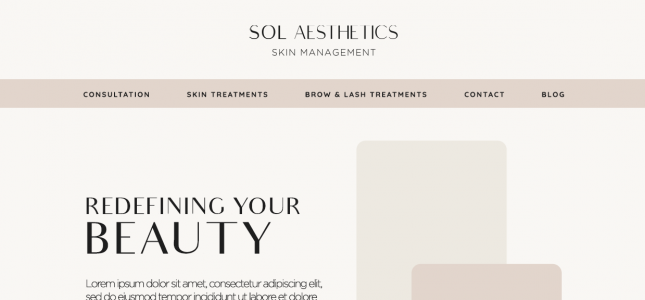 SOL AESTHETICS
SKIN MANAGEMENT
CONSULTATION SKIN TREATMENTS BROW & LASH TREATMENTS CONTACT BLOG
REDEFINING YOUR
BEAUTY
Lorem ipsum dolor sit amet, consectetur adipiscing elit,
sed do eiusmod tempor incididunt ut labore et dolore